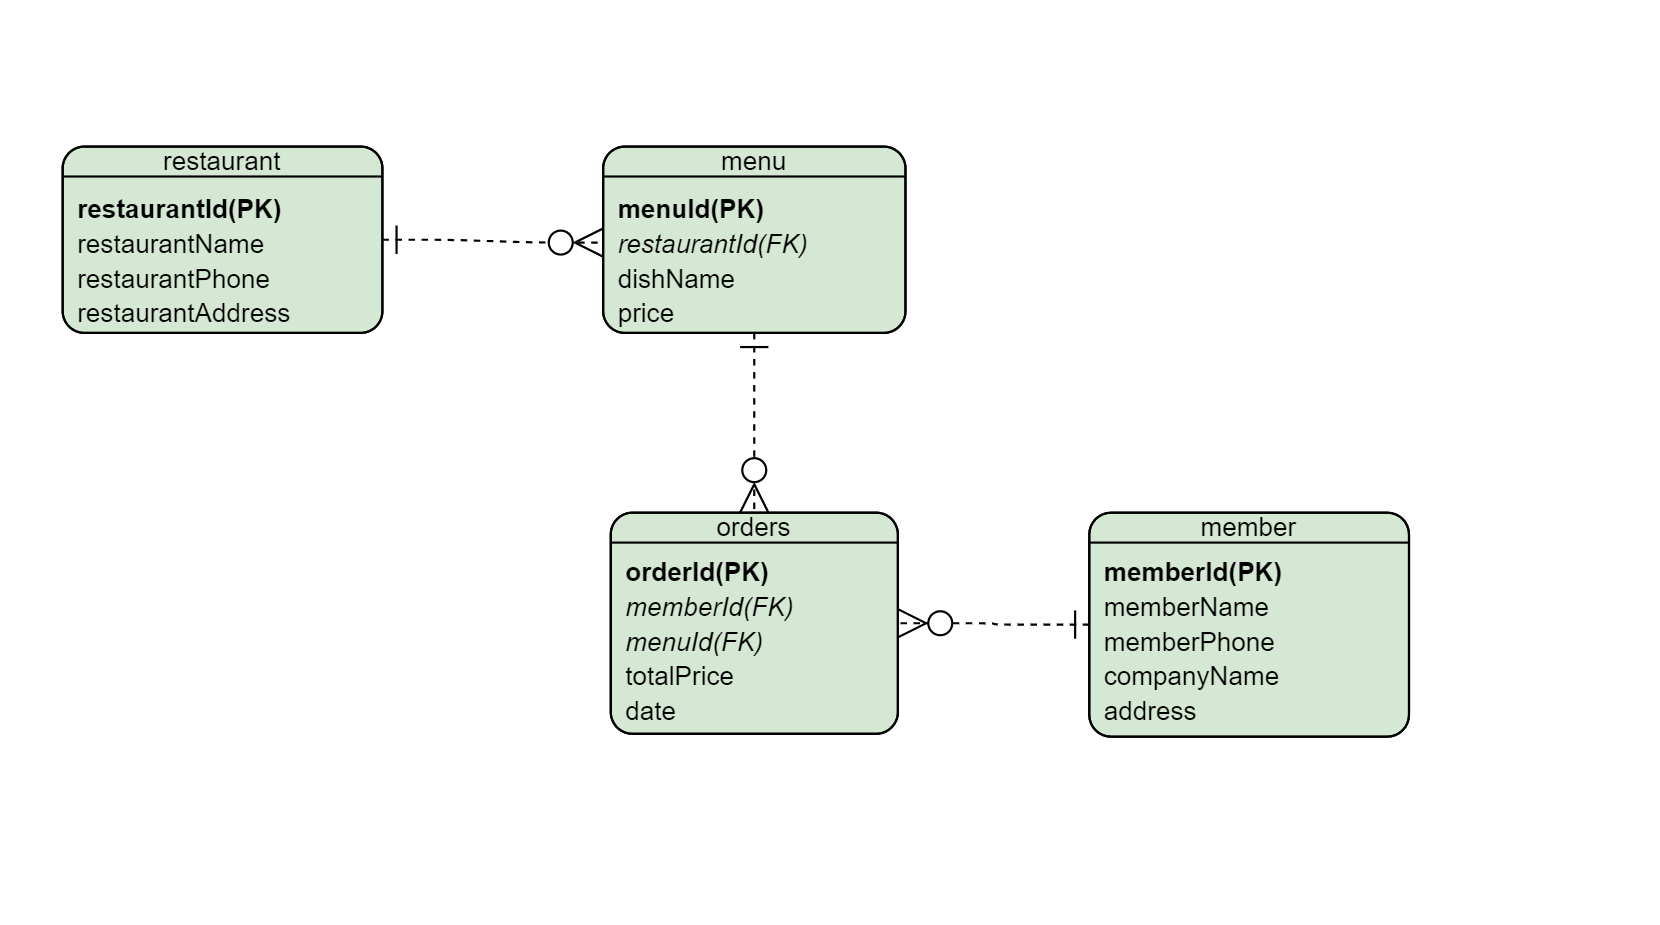 restaurant
restaurantId(PK)
restaurantName
restaurantPhone
restaurantAddress
menu
menuId(PK)
restaurantId(FK)
dishName
price
orders
orderId(PK)
memberId(FK)
menuId(FK)
totalPrice
date
member
memberId(PK)
memberName
memberPhone
companyName
address